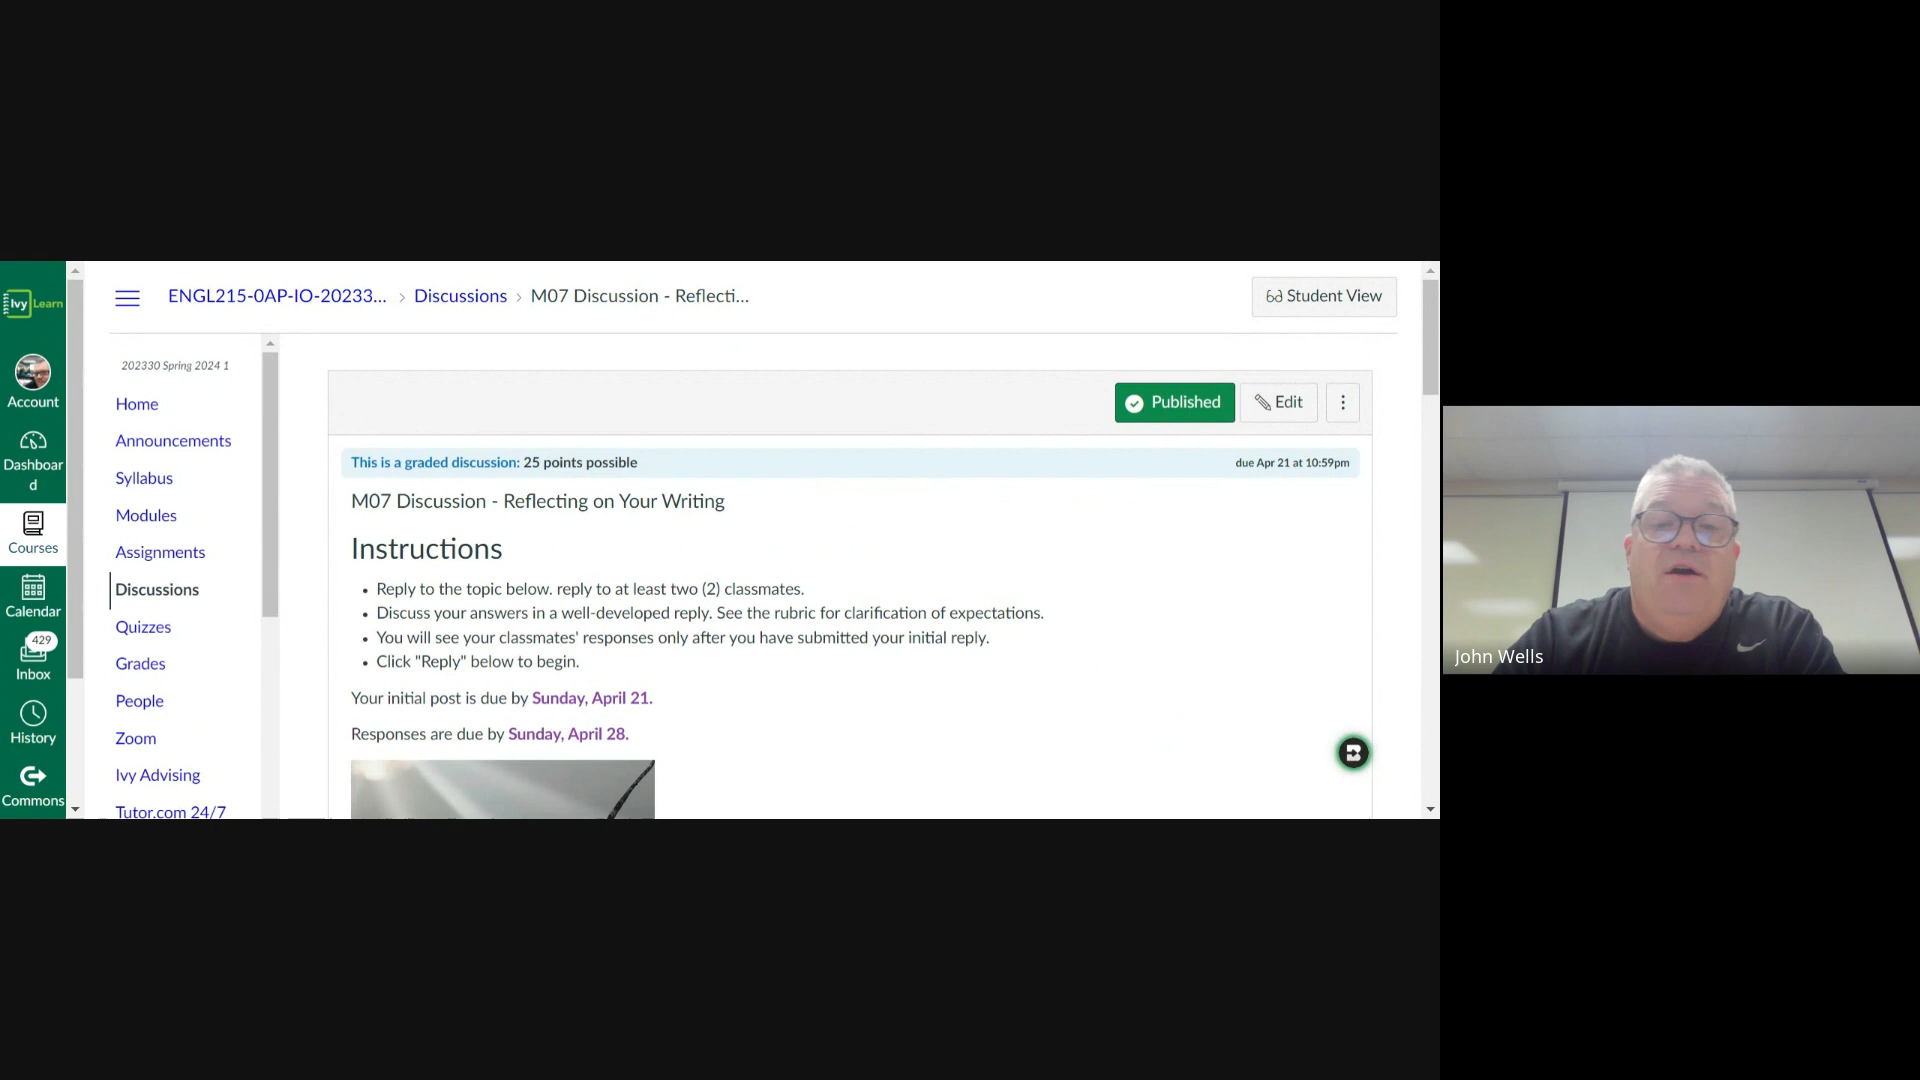 Ivy Learn
Account
Dashboar
d
Courses
Calendar
429
Inbox
History
Commons
ENGL215-0AP-IO-20233... › Discussions › M07 Discussion - Reflecti...
Student View
202330 Spring 2024 1
Home
Announcements
Syllabus
Modules
Assignments
Discussions
Quizzes
Grades
People
Zoom
Ivy Advising
Tutor.com 24/7
Published
Edit
This is a graded discussion: 25 points possible
due Apr 21 at 10:59pm
M07 Discussion - Reflecting on Your Writing
Instructions
• Reply to the topic below. reply to at least two (2) classmates.
• Discuss your answers in a well-developed reply. See the rubric for clarification of expectations.
• You will see your classmates' responses only after you have submitted your initial reply.
• Click "Reply" below to begin.
Your initial post is due by Sunday, April 21.
Responses are due by Sunday, April 28.
John Wells